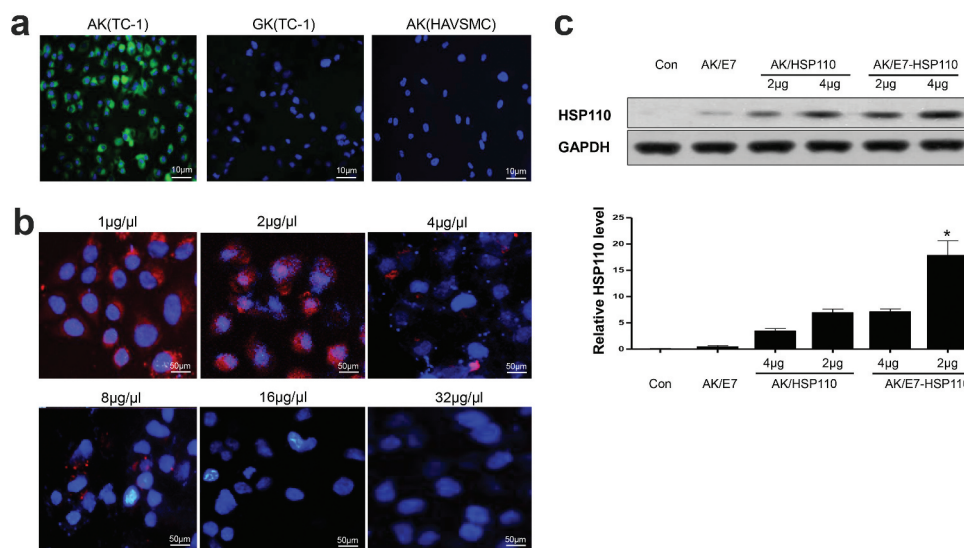 a
AK(TC-1) GK(TC-1) AK(HAVSMC)
10μm 10μm 10μm
b
1μg/μl 2μg/μl 4μg/μl
50μm 50μm 50μm
8μg/μl 16μg/μl 32μg/μl
50μm 50μm 50μm
c
Con AK/E7 AK/HSP110 AK/E7-HSP110
2μg 4μg 2μg 4μg
HSP110
GAPDH
Relative HSP110 level
25
20
15
10
5
0
*
4μg 2μg 4μg 2μg
Con AK/E7 AK/HSP110 AK/E7-HSP110